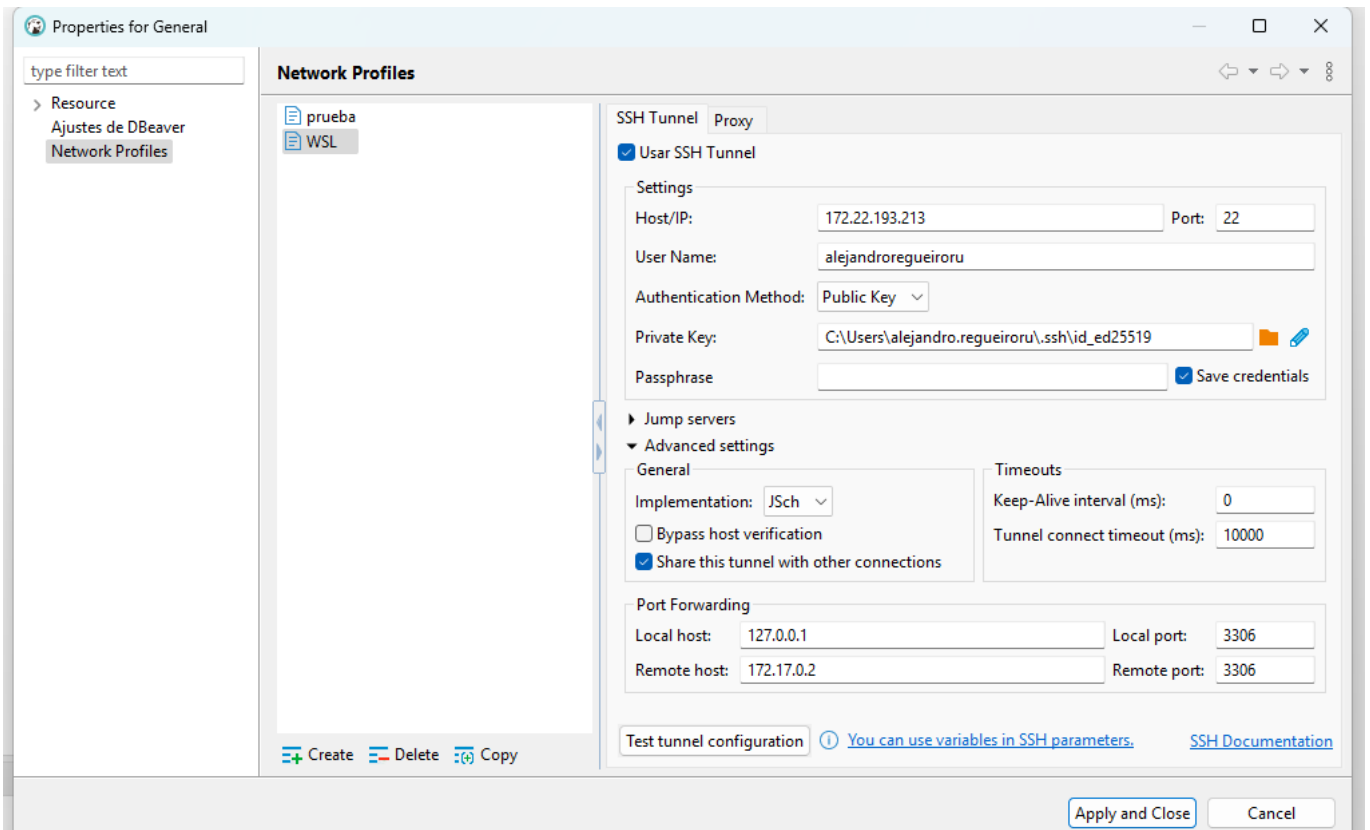 Properties for General
type filter text
Resource
Ajustes de DBeaver
Network Profiles
Network Profiles
prueba
WSL
Create Delete Copy
SSH Tunnel Proxy
Usar SSH Tunnel
Settings
Host/IP: 172.22.193.213 Port: 22
User Name: alejandroregueiroru
Authentication Method: Public Key
Private Key: C:\Users\alejandro.regueiroru\.ssh\id_ed25519
Passphrase Save credentials
Jump servers
Advanced settings
General
Implementation: JSch
Bypass host verification
Share this tunnel with other connections
Timeouts
Keep-Alive interval (ms): 0
Tunnel connect timeout (ms): 10000
Port Forwarding
Local host: 127.0.0.1 Local port: 3306
Remote host: 172.17.0.2 Remote port: 3306
Test tunnel configuration You can use variables in SSH parameters. SSH Documentation
Apply and Close Cancel